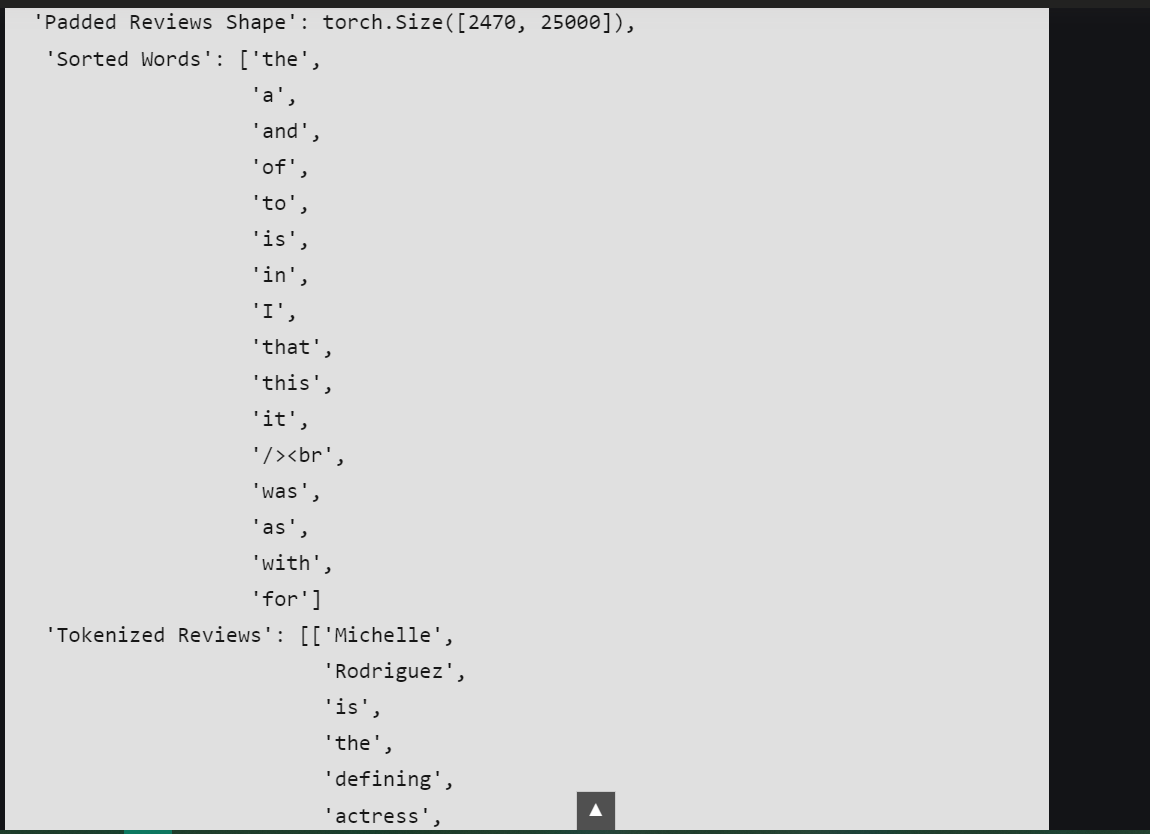 'Padded Reviews Shape': torch.Size([2470, 25000]),
'Sorted Words': ['the',
'a',
'and',
'of',
'to',
'is',
'in',
'I',
'that',
'this',
'it',
'/><br',
'was',
'as',
'with',
'for']
'Tokenized Reviews': [['Michelle',
'Rodriguez',
'is',
'the',
'defining',
'actress',